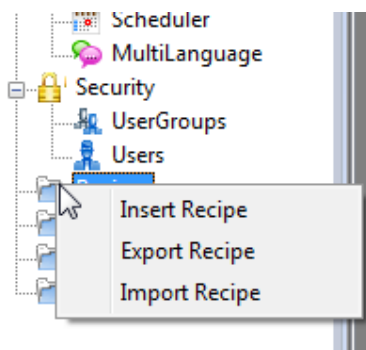 Scheduler
MultiLanguage
Security
UserGroups
Users
Insert Recipe
Export Recipe
Import Recipe